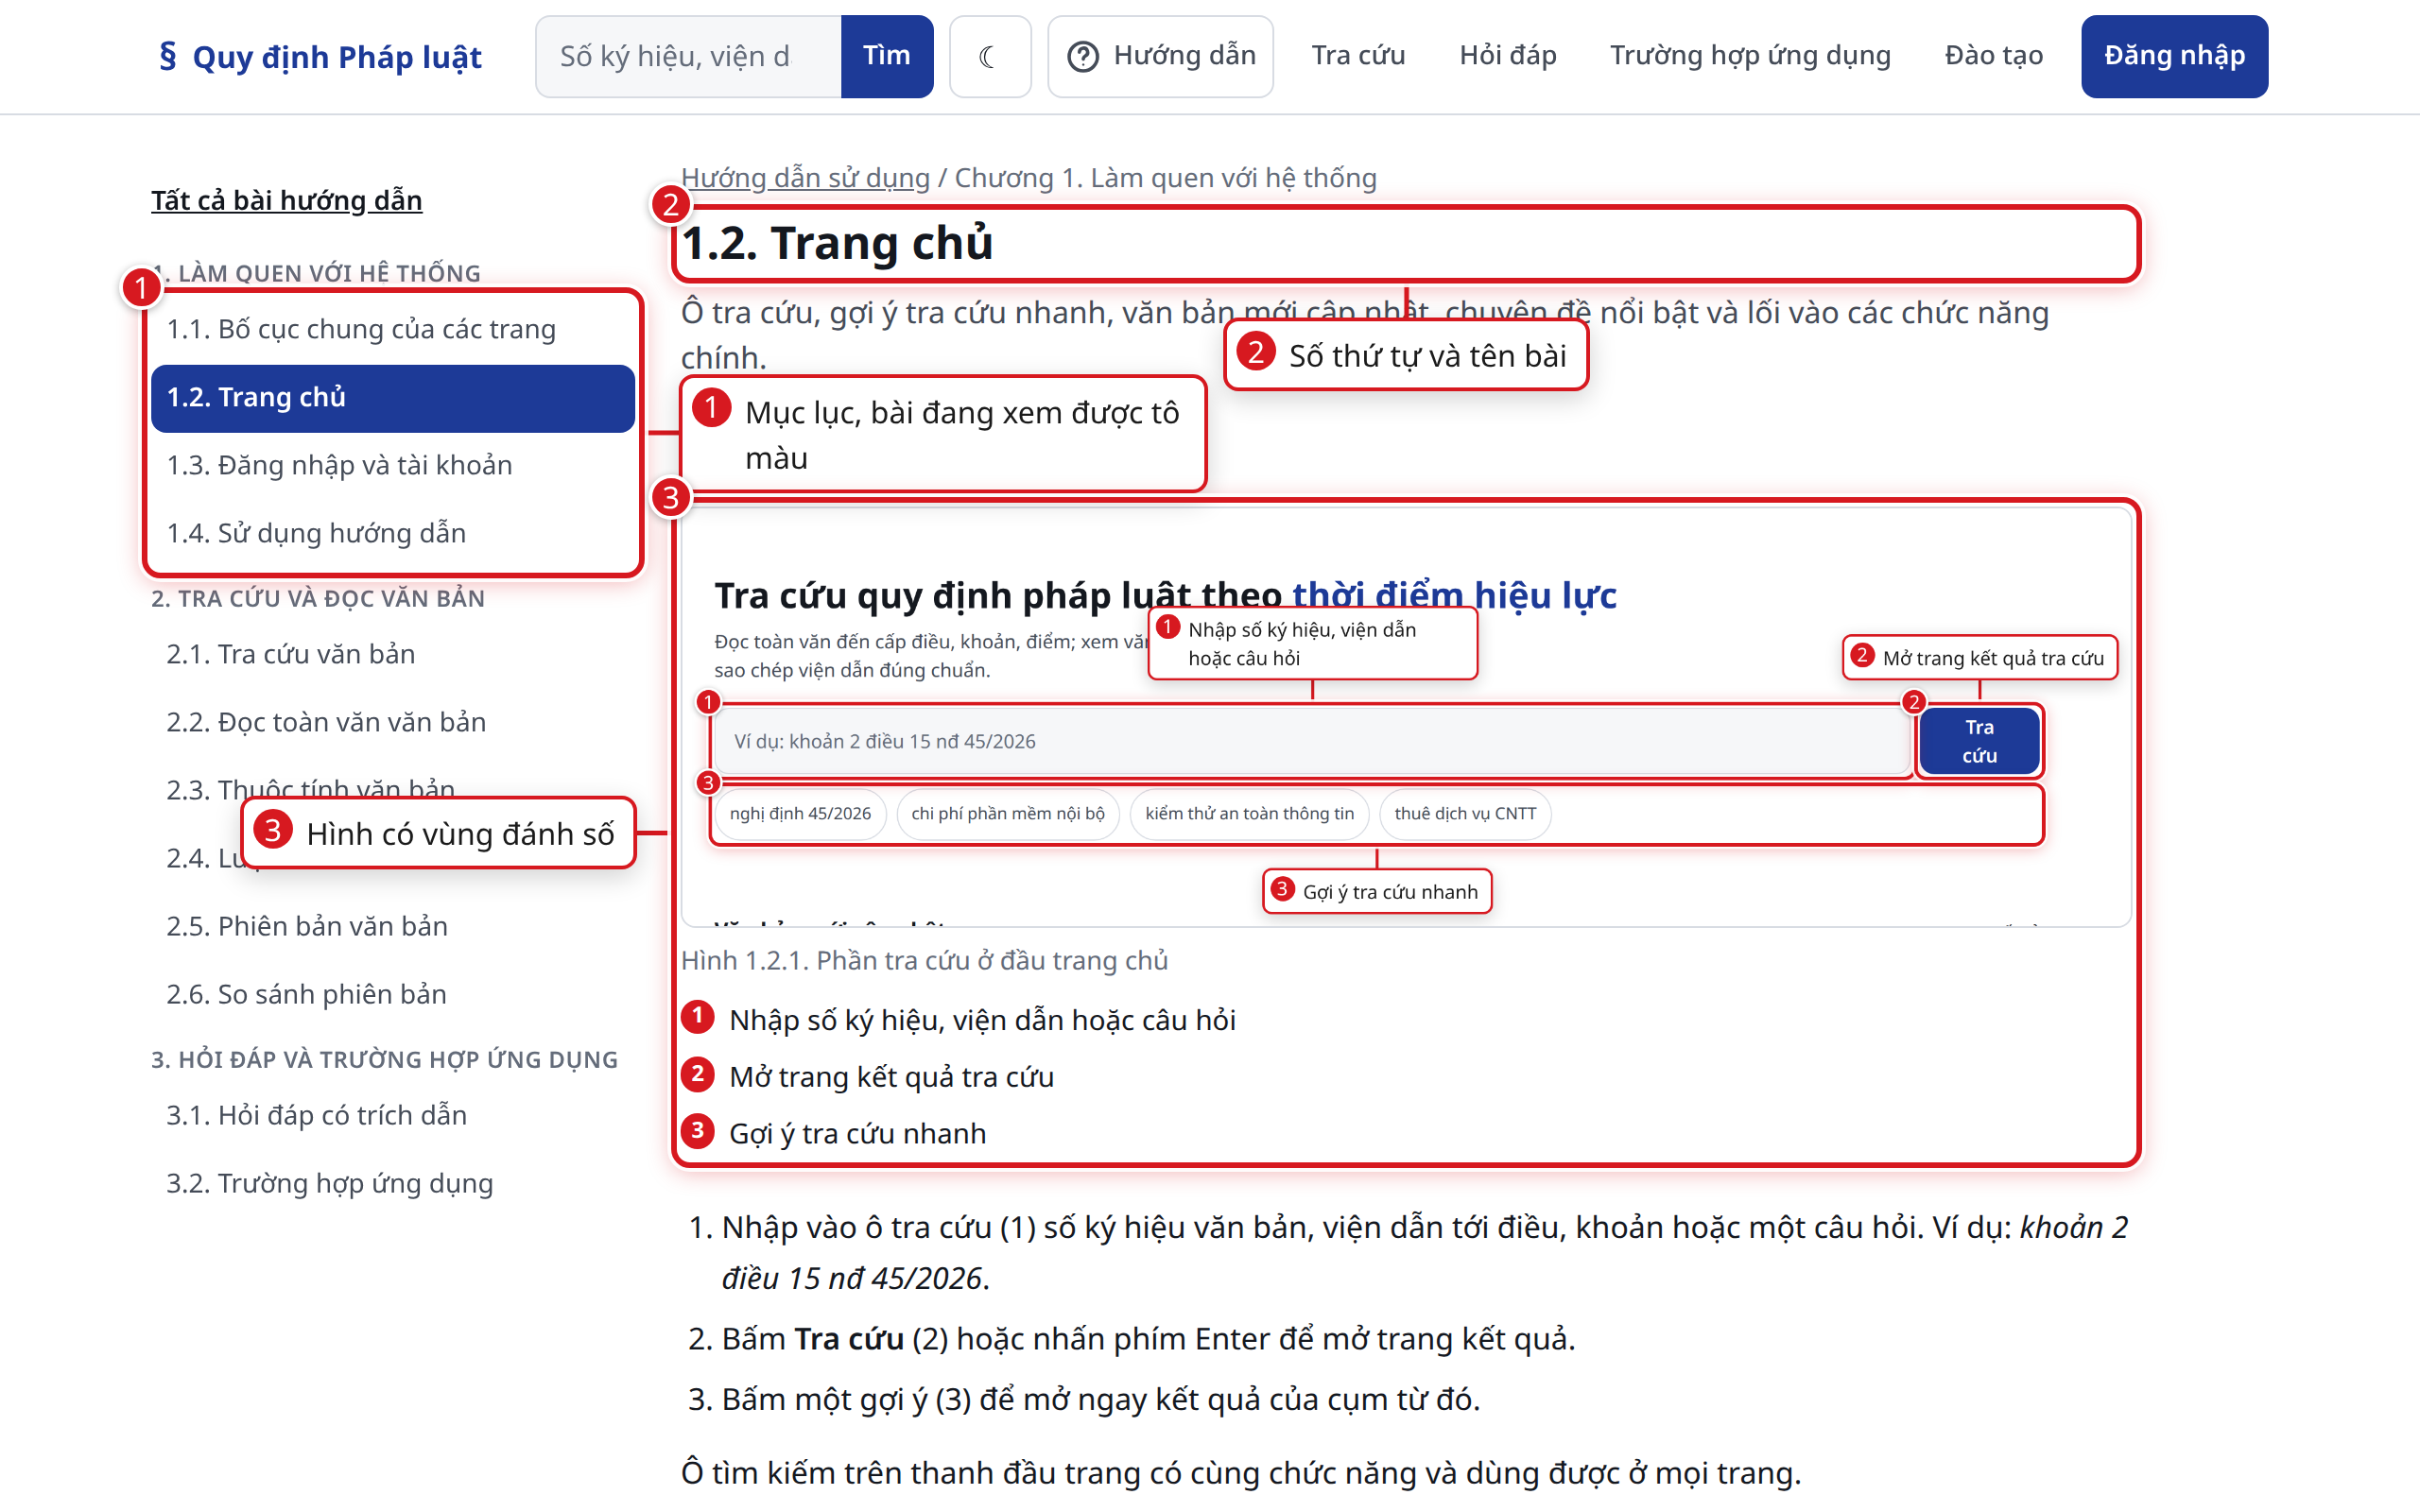 § Quy định Pháp luật
Số ký hiệu, viện d
Tìm
Hướng dẫn
Tra cứu
Hỏi đáp
Trường hợp ứng dụng
Đào tạo
Đăng nhập
Tất cả bài hướng dẫn
1. LÀM QUEN VỚI HỆ THỐNG
1
1.1. Bố cục chung của các trang
1.2. Trang chủ
1.3. Đăng nhập và tài khoản
1.4. Sử dụng hướng dẫn
2. TRA CỨU VÀ ĐỌC VĂN BẢN
2.1. Tra cứu văn bản
2.2. Đọc toàn văn văn bản
2.3. Thuộc tính văn bản
3 Hình có vùng đánh số
2.4.
2.5. Phiên bản văn bản
2.6. So sánh phiên bản
3. HỎI ĐÁP VÀ TRƯỜNG HỢP ỨNG DỤNG
3.1. Hỏi đáp có trích dẫn
3.2. Trường hợp ứng dụng
Hướng dẫn sử dụng / Chương 1. Làm quen với hệ thống
2
1.2. Trang chủ
Ô tra cứu, gợi ý tra cứu nhanh, văn bản mới cập nhật, chuyên đề nổi bật và lối vào các chức năng
chính.
2 Số thứ tự và tên bài
1 Mục lục, bài đang xem được tô
màu
3
Tra cứu quy định pháp luật theo thời điểm hiệu lực
Đọc toàn văn đến cấp điều, khoản, điểm; xem
sao chép viện dẫn đúng chuẩn.
1 Nhập số ký hiệu, viện dẫn
hoặc câu hỏi
2 Mở trang kết quả tra cứu
1
Ví dụ: khoản 2 điều 15 nđ 45/2026
2
Tra
cứu
3
nghị định 45/2026
chi phí phần mềm nội bộ
kiểm thử an toàn thông tin
thuê dịch vụ CNTT
3 Gợi ý tra cứu nhanh
Hình 1.2.1. Phần tra cứu ở đầu trang chủ
1 Nhập số ký hiệu, viện dẫn hoặc câu hỏi
2 Mở trang kết quả tra cứu
3 Gợi ý tra cứu nhanh
1. Nhập vào ô tra cứu (1) số ký hiệu văn bản, viện dẫn tới điều, khoản hoặc một câu hỏi. Ví dụ: khoản 2
điều 15 nđ 45/2026.
2. Bấm Tra cứu (2) hoặc nhấn phím Enter để mở trang kết quả.
3. Bấm một gợi ý (3) để mở ngay kết quả của cụm từ đó.
Ô tìm kiếm trên thanh đầu trang có cùng chức năng và dùng được ở mọi trang.